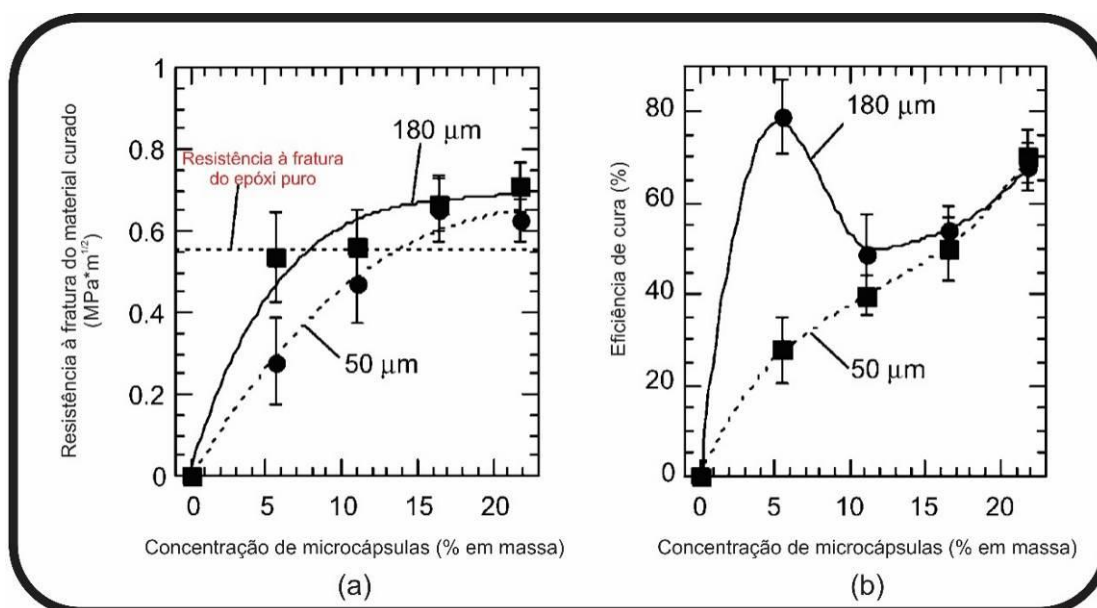 Resistência à fratura do material curado
(MPa*m¹ᐟ²)
1
0.8
0.6
0.4
0.2
0
180 μm
Resistência à fratura
do epóxi puro
50 μm
0 5 10 15 20
Concentração de microcápsulas (% em massa)
(a)
Eficiência de cura (%)
80
60
40
20
0
180 μm
50 μm
0 5 10 15 20
Concentração de microcápsulas (% em massa)
(b)